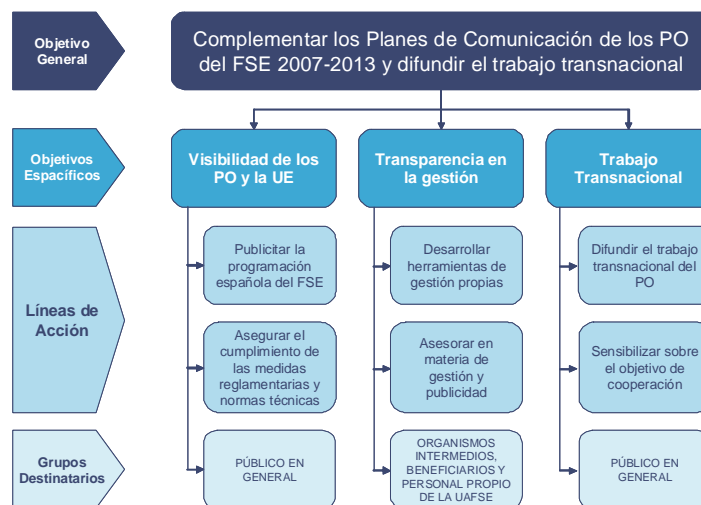 Objetivo
General
Complementar los Planes de Comunicación de los PO
del FSE 2007-2013 y difundir el trabajo transnacional
Objetivos
Espacíficos
Visibilidad de los
PO y la UE
Transparencia en
la gestión
Trabajo
Transnacional
Líneas de
Acción
Publicitar la
programación
española del FSE
Desarrollar
herramientas de
gestión propias
Difundir el trabajo
transnacional del
PO
Asegurar el
cumplimiento de
las medidas
reglamentarias y
normas técnicas
Asesorar en
materia de
gestión y
publicidad
Sensibilizar sobre
el objetivo de
cooperación
Grupos
Destinatarios
PÚBLICO EN
GENERAL
ORGANISMOS
INTERMEDIOS,
BENEFICIARIOS Y
PERSONAL PROPIO
DE LA UAFSE
PÚBLICO EN
GENERAL